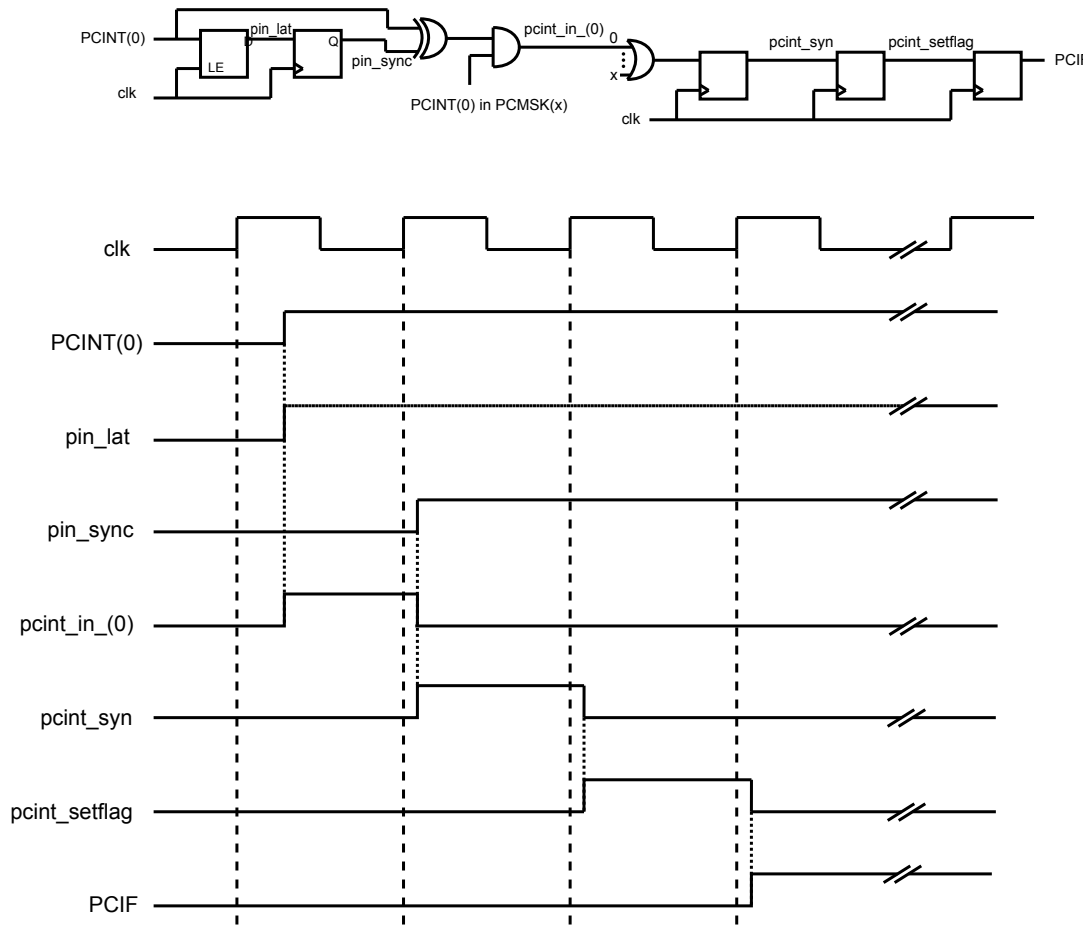 PCINT(0)
pin_lat
D
Q
LE
pin_sync
clk
pcint_in_(0)
0
x
PCINT(0) in PCMSK(x)
pcint_syn
pcint_setflag
PCIF
clk
clk
PCINT(0)
pin_lat
pin_sync
pcint_in_(0)
pcint_syn
pcint_setflag
PCIF